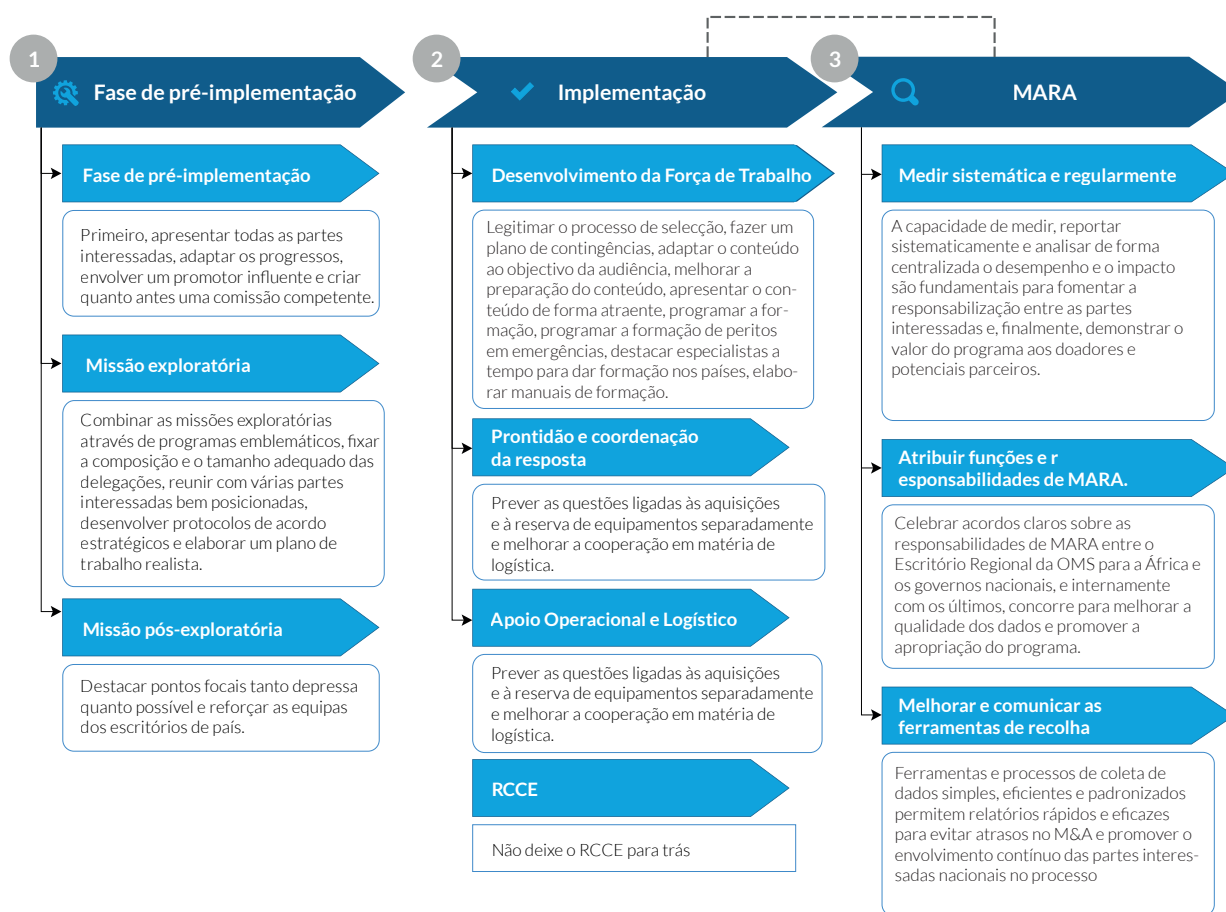 1
Fase de pré-implementação
Fase de pré-implementação
Primeiro, apresentar todas as partes
interessadas, adaptar os progressos,
envolver um promotor influente e criar
quanto antes uma comissão competente.
Missão exploratória
Combinar as missões exploratórias
através de programas emblemáticos, fixar
a composição e o tamanho adequado das
delegações, reunir com várias partes
interessadas bem posicionadas,
desenvolver protocolos de acordo
estratégicos e elaborar um plano de
trabalho realista.
Missão pós-exploratória
Destacar pontos focais tanto depressa
quanto possível e reforçar as equipas
dos escritórios de país.
2
Implementação
Desenvolvimento da Força de Trabalho
Legitimar o processo de selecção, fazer um
plano de contingências, adaptar o conteúdo
ao objectivo da audiência, melhorar a
preparação do conteúdo, apresentar o con-
teúdo de forma atraente, programar a for-
mação, programar a formação de peritos
em emergências, destacar especialistas a
tempo para dar formação nos países, elabo-
rar manuais de formação.
Prontidão e coordenação
da resposta
Prever as questões ligadas às aquisições
e à reserva de equipamentos separadamente
e melhorar a cooperação em matéria de
logística.
Apoio Operacional e Logístico
Prever as questões ligadas às aquisições
e à reserva de equipamentos separadamente
e melhorar a cooperação em matéria de
logística.
RCCE
Não deixe o RCCE para trás
3
MARA
Medir sistemática e regularmente
A capacidade de medir, reportar
sistematicamente e analisar de forma
centralizada o desempenho e o impacto
são fundamentais para fomentar a
responsabilização entre as partes
interessadas e, finalmente, demonstrar o
valor do programa aos doadores e
potenciais parceiros.
Atribuir funções e r
esponsabilidades de MARA.
Celebrar acordos claros sobre as
responsabilidades de MARA entre o
Escritório Regional da OMS para a África e
os governos nacionais, e internamente
com os últimos, concorre para melhorar a
qualidade dos dados e promover a
apropriação do programa.
Melhorar e comunicar as
ferramentas de recolha
Ferramentas e processos de coleta de
dados simples, eficientes e padronizados
permitem relatórios rápidos e eficazes
para evitar atrasos no M&A e promover o
envolvimento contínuo das partes interes-
sadas nacionais no processo